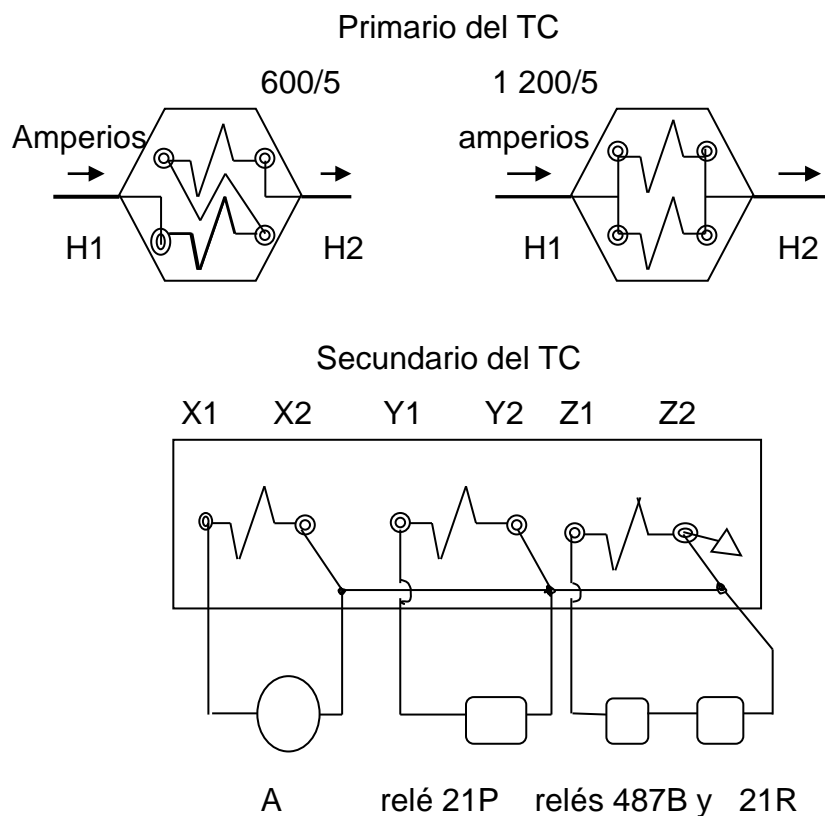 Primario del TC
600/5 1 200/5
Amperios amperios
H1 H2 H1 H2
Secundario del TC
X1 X2 Y1 Y2 Z1 Z2
A relé 21P relés 487B y 21R